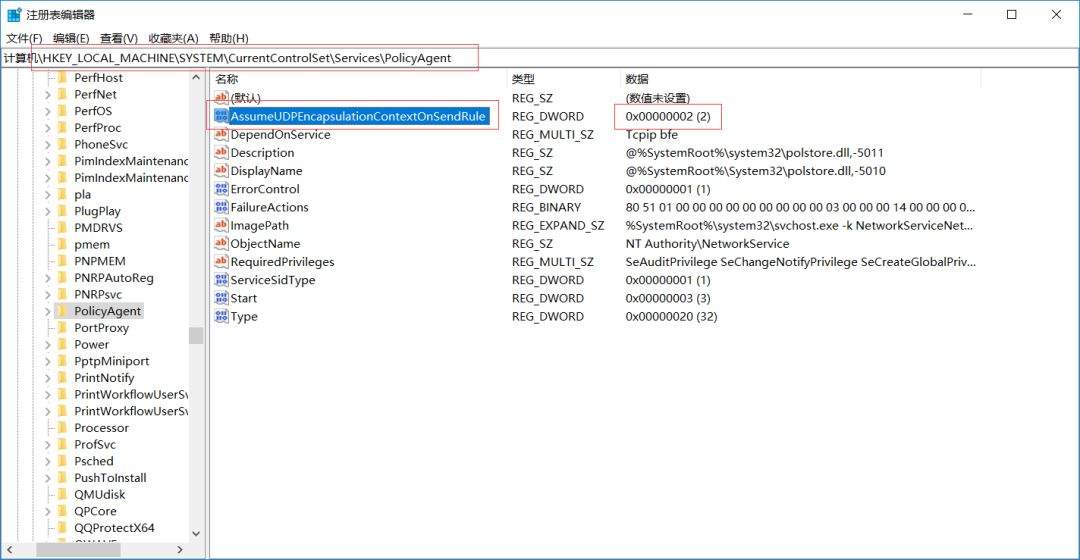 注册表编辑器
文件(F) 编辑(E) 查看(V) 收藏夹(A) 帮助(H)
计算机\HKEY_LOCAL_MACHINE\SYSTEM\CurrentControlSet\Services\PolicyAgent
PerfHost
PerfNet
PerfOS
PerfProc
PhoneSvc
PimIndexMaintenanc
PimIndexMaintenanc
pla
PlugPlay
PMDRVS
pmem
PNPMEM
PNRPAutoReg
PNRPsvc
PolicyAgent
PortProxy
Power
PptpMiniport
PrintNotify
PrintWorkflowUserSv
PrintWorkflowUserSv
Processor
ProfSvc
Psched
PushToInstall
QMUdisk
QPCore
QQProtectX64
名称 类型 数据
(默认) REG_SZ (数值未设置)
AssumeUDPEncapsulationContextOnSendRule REG_DWORD 0x00000002 (2)
DependOnService REG_MULTI_SZ Tcpip bfe
Description REG_SZ @%SystemRoot%\system32\polstore.dll,-5011
DisplayName REG_SZ @%SystemRoot%\System32\polstore.dll,-5010
ErrorControl REG_DWORD 0x00000001 (1)
FailureActions REG_BINARY 80 51 01 00 00 00 00 00 00 00 00 00 03 00 00 00 14 00 00 00 0...
ImagePath REG_EXPAND_SZ %SystemRoot%\system32\svchost.exe -k NetworkServiceNet...
ObjectName REG_SZ NT Authority\NetworkService
RequiredPrivileges REG_MULTI_SZ SeAuditPrivilege SeChangeNotifyPrivilege SeCreateGlobalPriv...
ServiceSidType REG_DWORD 0x00000001 (1)
Start REG_DWORD 0x00000003 (3)
Type REG_DWORD 0x00000020 (32)